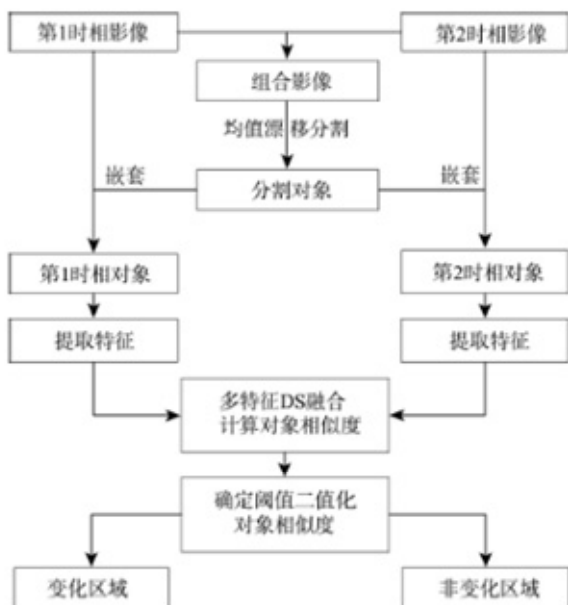 第1时相影像
第2时相影像
组合影像
均值漂移分割
嵌套
分割对象
嵌套
第1时相对象
第2时相对象
提取特征
提取特征
多特征DS融合
计算对象相似度
确定阈值二值化
对象相似度
变化区域
非变化区域